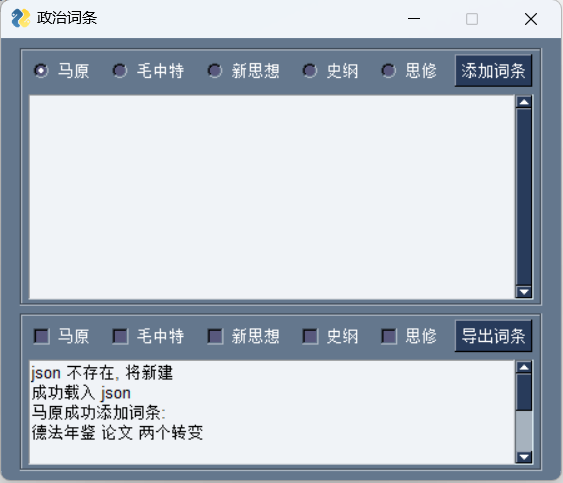 政治词条
马原 毛中特 新思想 史纲 思修 添加词条
马原 毛中特 新思想 史纲 思修 导出词条
json 不存在, 将新建
成功载入 json
马原成功添加词条:
德法年鉴 论文 两个转变